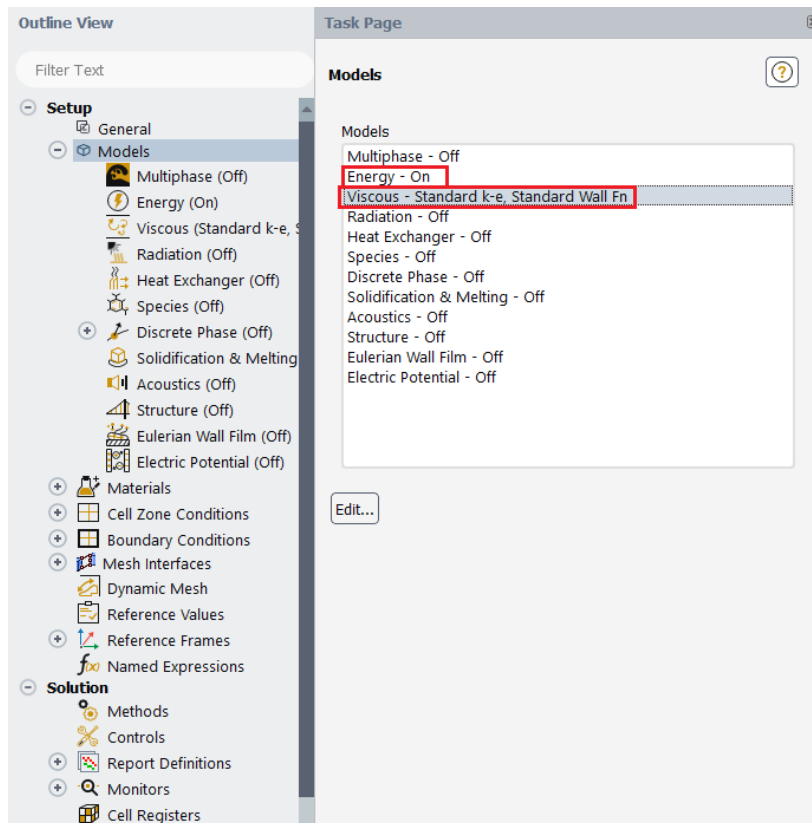 Outline View
Filter Text
Setup
General
Models
Multiphase (Off)
Energy (On)
Viscous (Standard k-e, S
Radiation (Off)
Heat Exchanger (Off)
Species (Off)
Discrete Phase (Off)
Solidification & Melting
Acoustics (Off)
Structure (Off)
Eulerian Wall Film (Off)
Electric Potential (Off)
Materials
Cell Zone Conditions
Boundary Conditions
Mesh Interfaces
Dynamic Mesh
Reference Values
Reference Frames
f(x) Named Expressions
Solution
Methods
Controls
Report Definitions
Monitors
Cell Registers
Task Page
Models
?
Models
Multiphase - Off
Energy - On
Viscous - Standard k-e, Standard Wall Fn
Radiation - Off
Heat Exchanger - Off
Species - Off
Discrete Phase - Off
Solidification & Melting - Off
Acoustics - Off
Structure - Off
Eulerian Wall Film - Off
Electric Potential - Off
Edit...